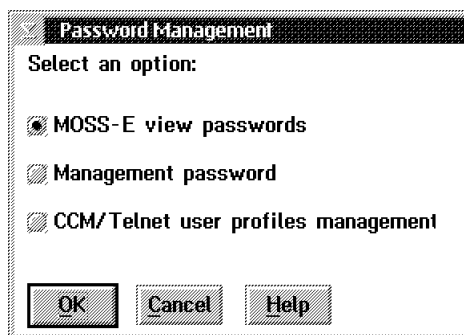 Password Management
Select an option:
MOSS-E view passwords
Management password
CCM/Telnet user profiles management
OK Cancel Help